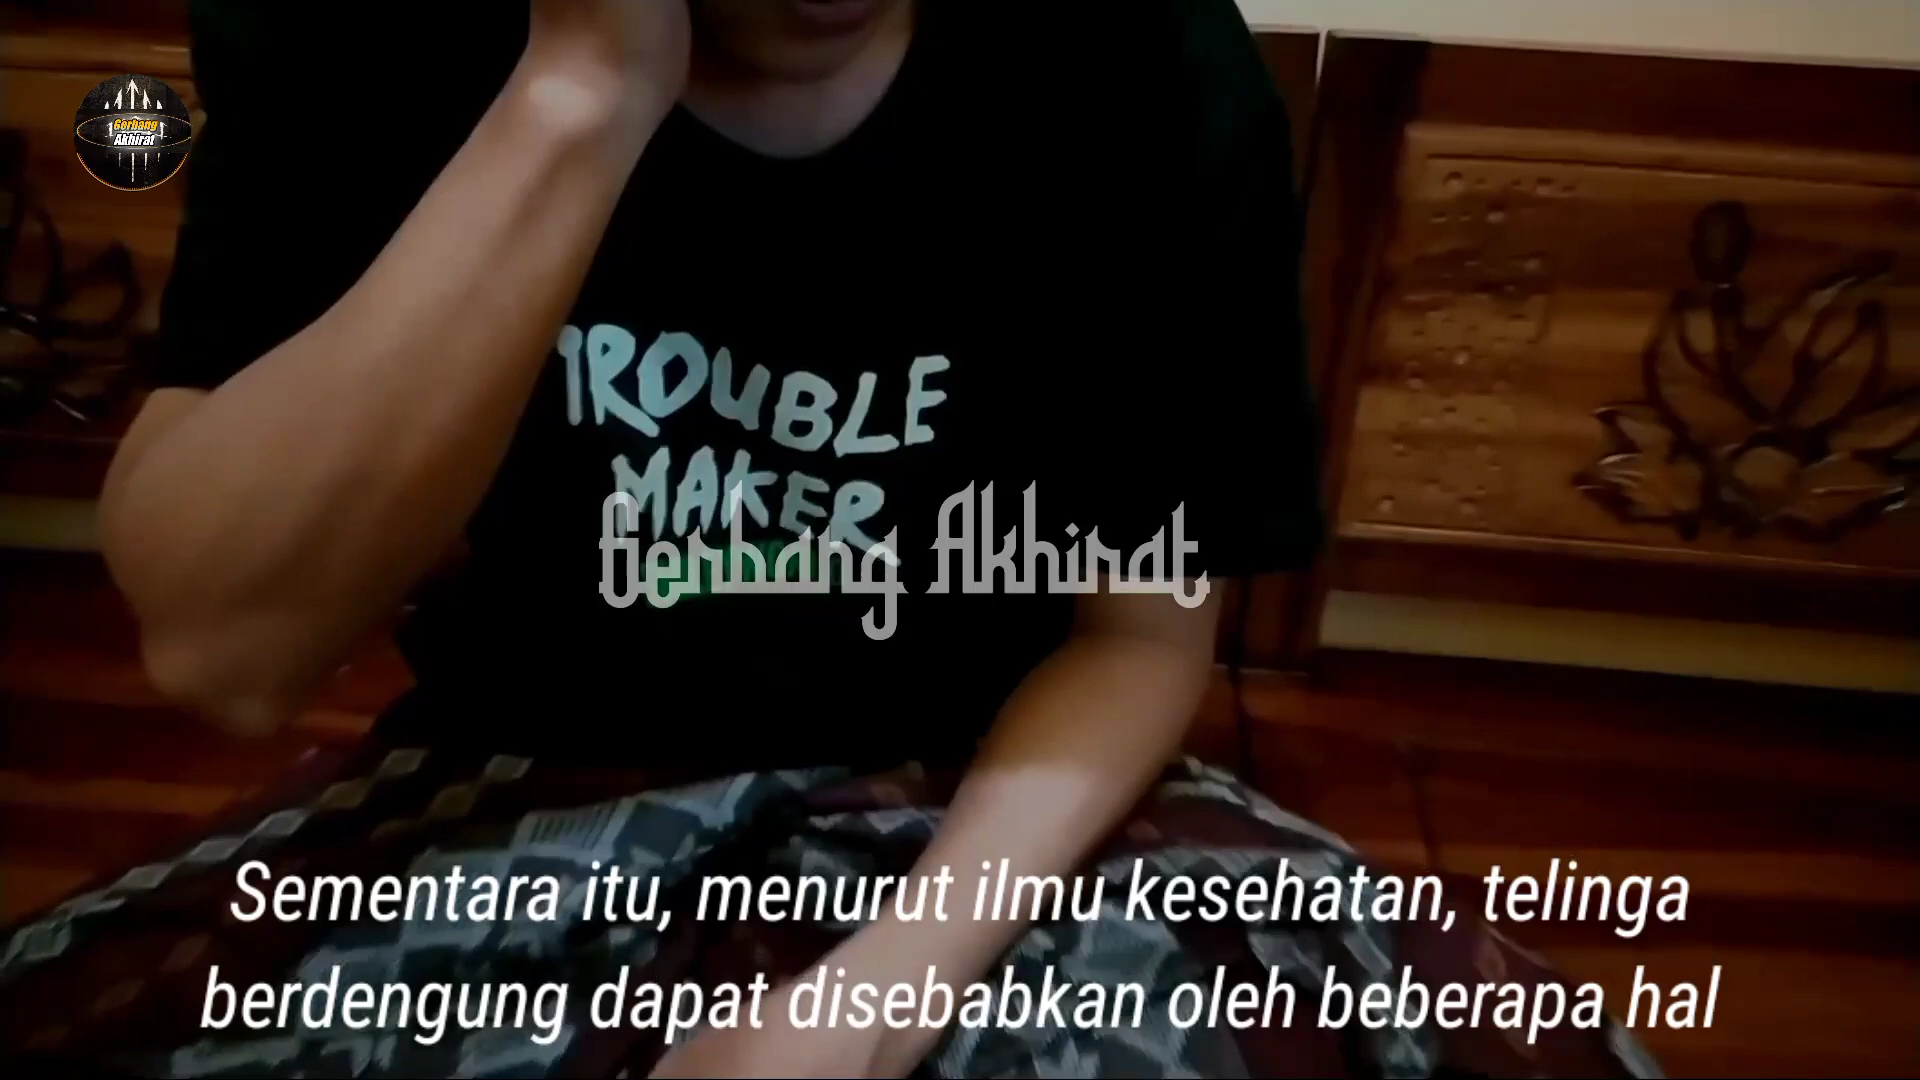 Gerbang
Akhirat
TROUBLE
MAKER
Gerbang Akhirat
Sementara itu, menurut ilmu kesehatan, telinga
berdengung dapat disebabkan oleh beberapa hal